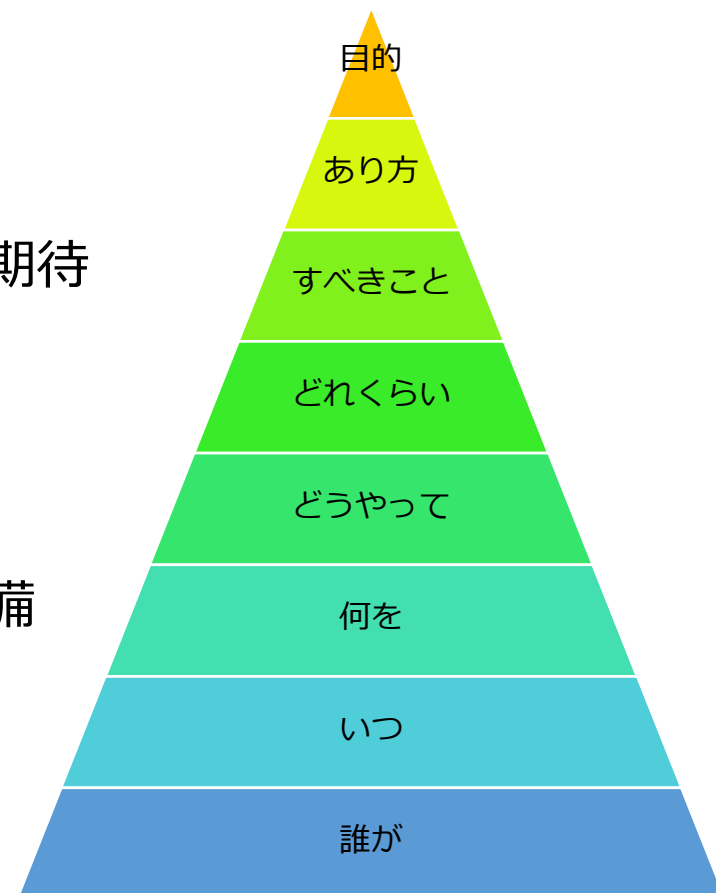 目的
あり方
期待
すべきこと
どれくらい
どうやって
備
何を
いつ
誰が